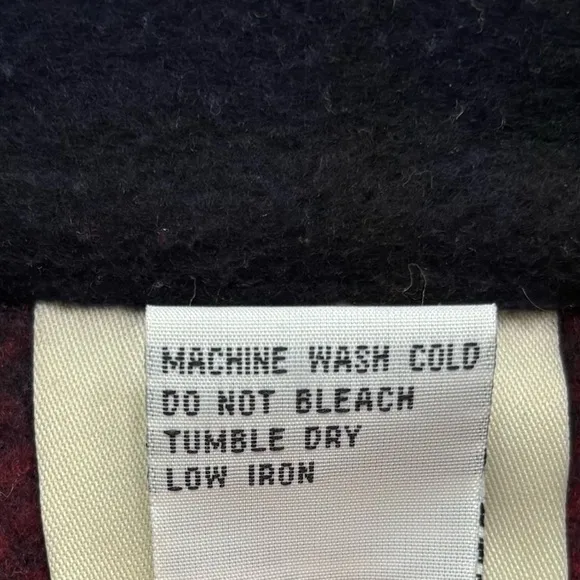 MACHINE WASH COLD
DO NOT BLEACH
TUMBLE DRY
LOW IRON